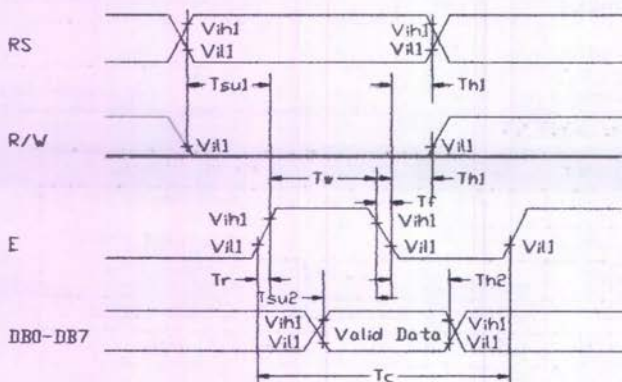 RS
Vih1 Vih1
Vil1 Vil1
Tsu1 Th1
R/W
Vil1 Vil1
Tw Th1
Tf
Vih1 Vih1
E
Vil1 Vil1 Vil1
Tr Th2
Tsu2
DB0-DB7
Vih1 Valid Data Vih1
Vil1 Vil1
Tc